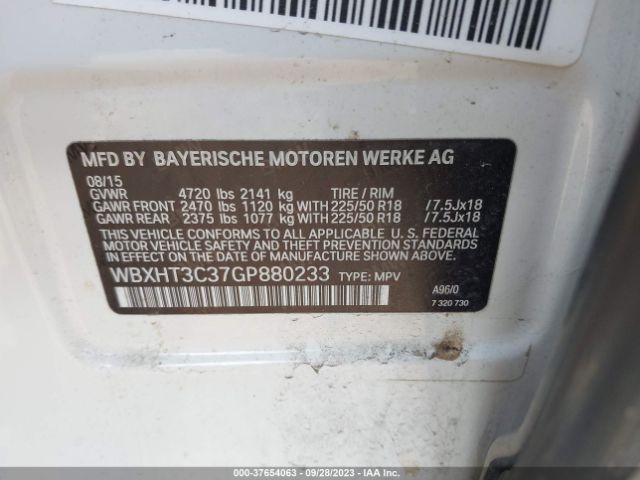 MFD BY BAYERISCHE MOTOREN WERKE AG
08/15
GVWR 4720 lbs 2141 kg TIRE / RIM
GAWR FRONT 2470 lbs 1120 kg WITH 225/50 R18 /7.5Jx18
GAWR REAR 2375 lbs 1077 kg WITH 225/50 R18 /7.5Jx18
THIS VEHICLE CONFORMS TO ALL APPLICABLE U. S. FEDERAL
MOTOR VEHICLE SAFETY, BUMPER AND THEFT PREVENTION
STANDARDS IN EFFECT ON THE DATE OF MANUFACTURE SHOWN ABOVE.
WBXHT3C37GP880233 TYPE: MPV
A96/0
7 320 730
000-37654063 - 09/28/2023 - IAA Inc.